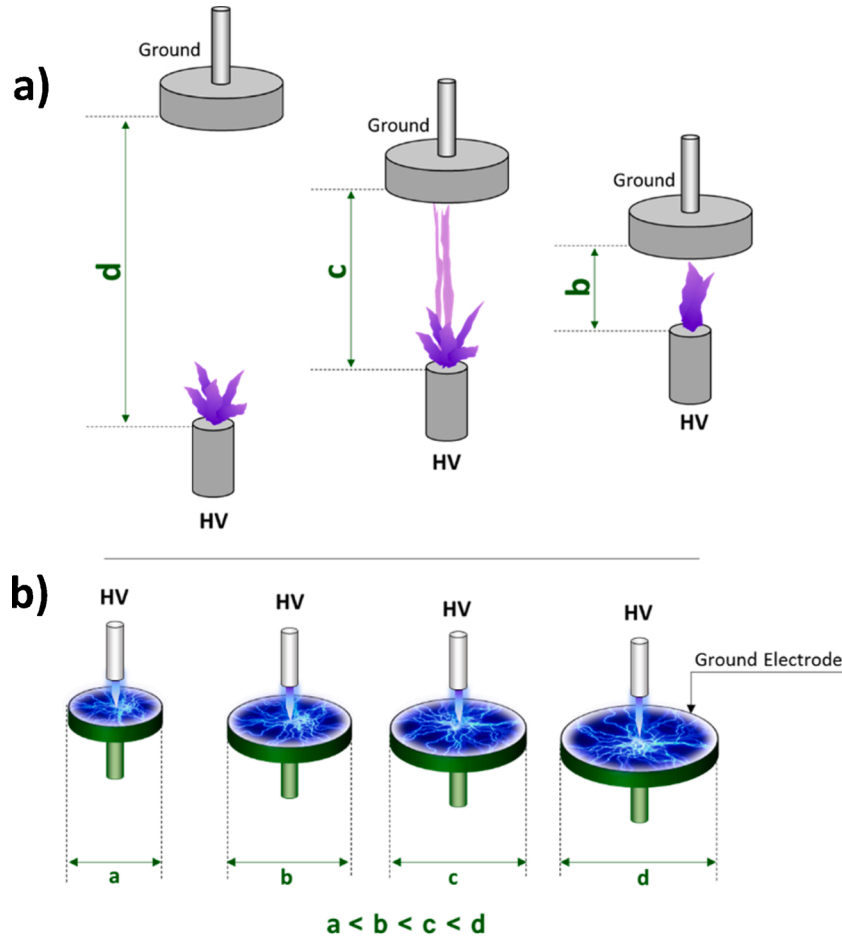 a)
Ground
Ground
Ground
d
c
b
HV
HV
HV
b)
HV
HV
HV
HV
Ground Electrode
a
b
c
d
a < b < c < d